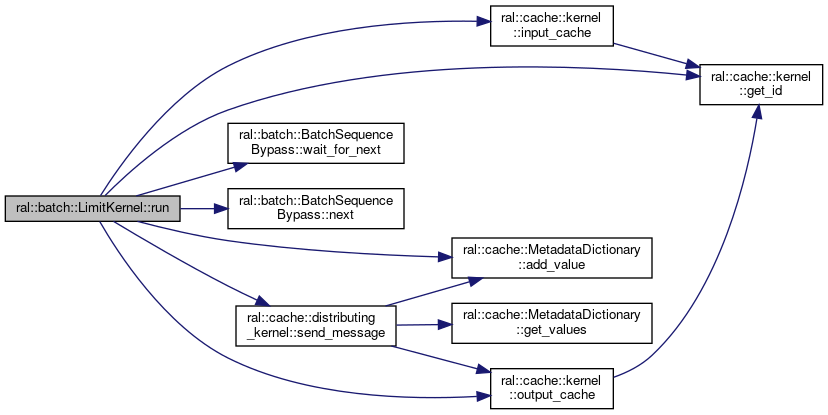 ral::cache::kernel
::input_cache
ral::cache::kernel
::get_id
ral::batch::BatchSequence
Bypass::wait_for_next
ral::batch::LimitKernel::run
ral::batch::BatchSequence
Bypass::next
ral::cache::MetadataDictionary
::add_value
ral::cache::distributing
_kernel::send_message
ral::cache::MetadataDictionary
::get_values
ral::cache::kernel
::output_cache